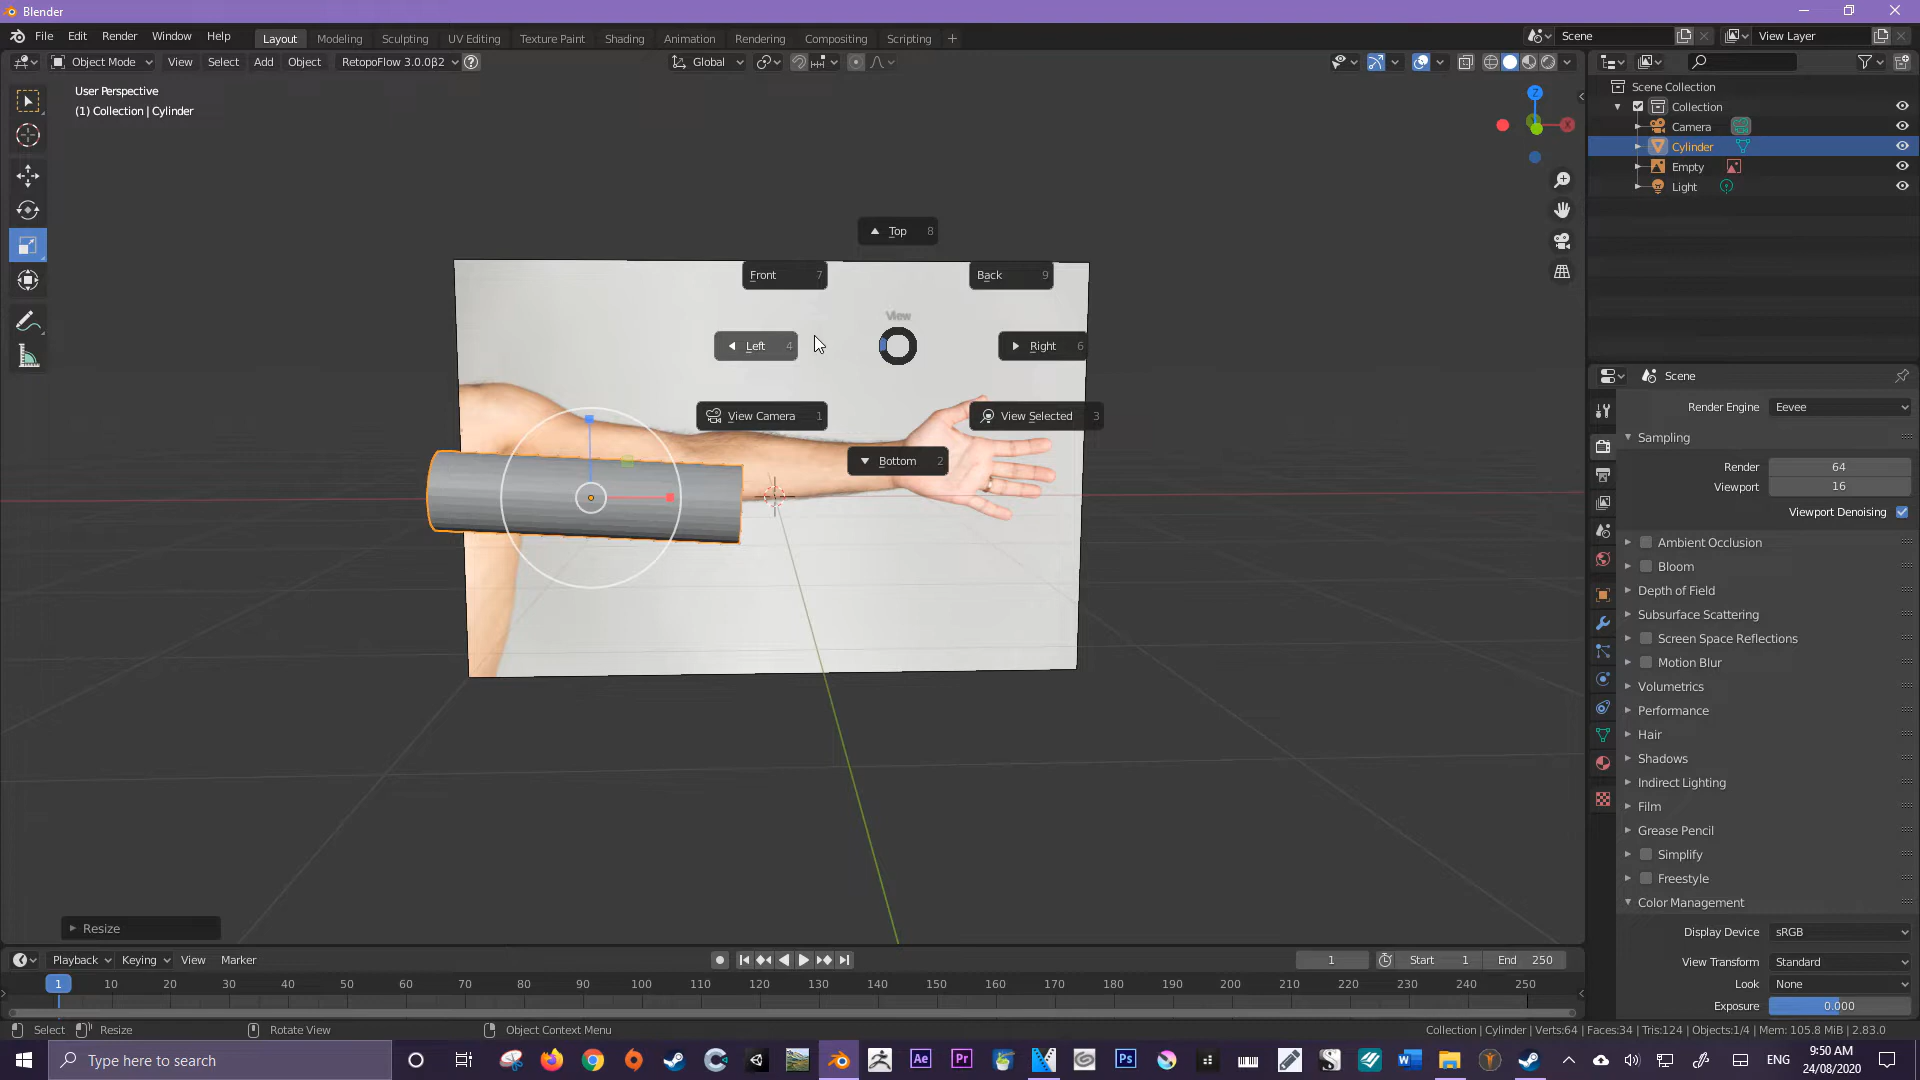 Blender
File Edit Render Window Help
Layout Modeling Sculpting UV Editing Texture Paint Shading Animation Rendering Compositing Scripting +
Scene View Layer
Object Mode View Select Add Object RetopoFlow 3.0.0β2 ? Global
User Perspective
(1) Collection | Cylinder
Z
X
Scene Collection
Collection
Camera
Cylinder
Empty
Light
Top 8
Front 7
Back 9
View
Left 4
Right 6
View Camera 1
View Selected 3
Bottom 2
Scene
Render Engine Eevee
Sampling
Render 64
Viewport 16
Viewport Denoising
Ambient Occlusion
Bloom
Depth of Field
Subsurface Scattering
Screen Space Reflections
Motion Blur
Volumetrics
Performance
Hair
Shadows
Indirect Lighting
Film
Grease Pencil
Simplify
Freestyle
Color Management
Display Device sRGB
View Transform Standard
Look None
Exposure 0.000
Resize
Playback Keying View Marker 1 Start 1 End 250
1 10 20 30 40 50 60 70 80 90 100 110 120 130 140 150 160 170 180 190 200 210 220 230 240 250
Select Resize Rotate View Object Context Menu Collection | Cylinder | Verts:64 | Faces:34 | Tris:124 | Objects:1/4 | Mem: 105.8 MiB | 2.83.0
Type here to search Ae Pr Ps ENG 9:50 AM
24/08/2020